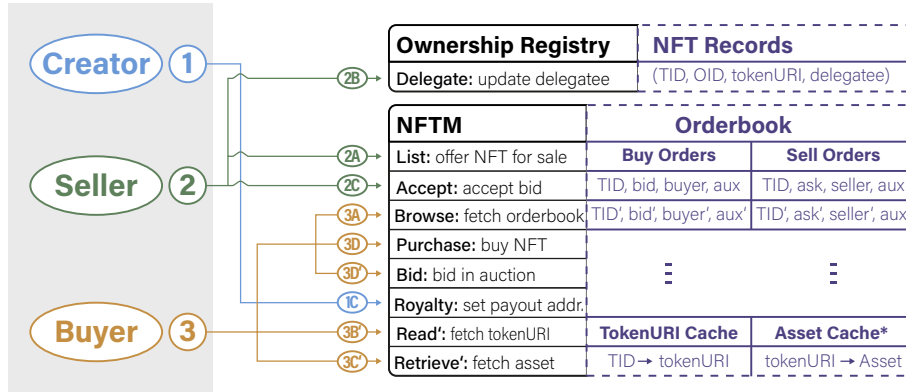 Creator 1
Seller 2
Buyer 3
2B
2A
2C
3A
3D
3D'
1C
3B'
3C'
Ownership Registry NFT Records
Delegate: update delegatee (TID, OID, tokenURI, delegatee)
NFTM Orderbook
List: offer NFT for sale Buy Orders Sell Orders
Accept: accept bid TID, bid, buyer, aux TID, ask, seller, aux
Browse: fetch orderbook TID', bid', buyer', aux' TID', ask', seller', aux'
Purchase: buy NFT
Bid: bid in auction
Royalty: set payout addr.
Read': fetch tokenURI TokenURI Cache Asset Cache*
Retrieve': fetch asset TID → tokenURI tokenURI → Asset